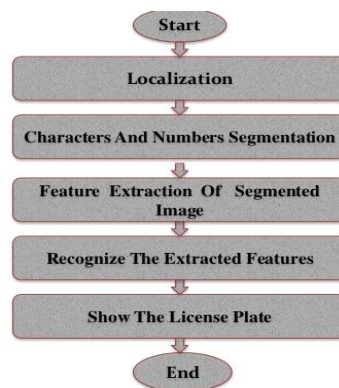 Start
Localization
Characters And Numbers Segmentation
Feature Extraction Of Segmented
Image
Recognize The Extracted Features
Show The License Plate
End